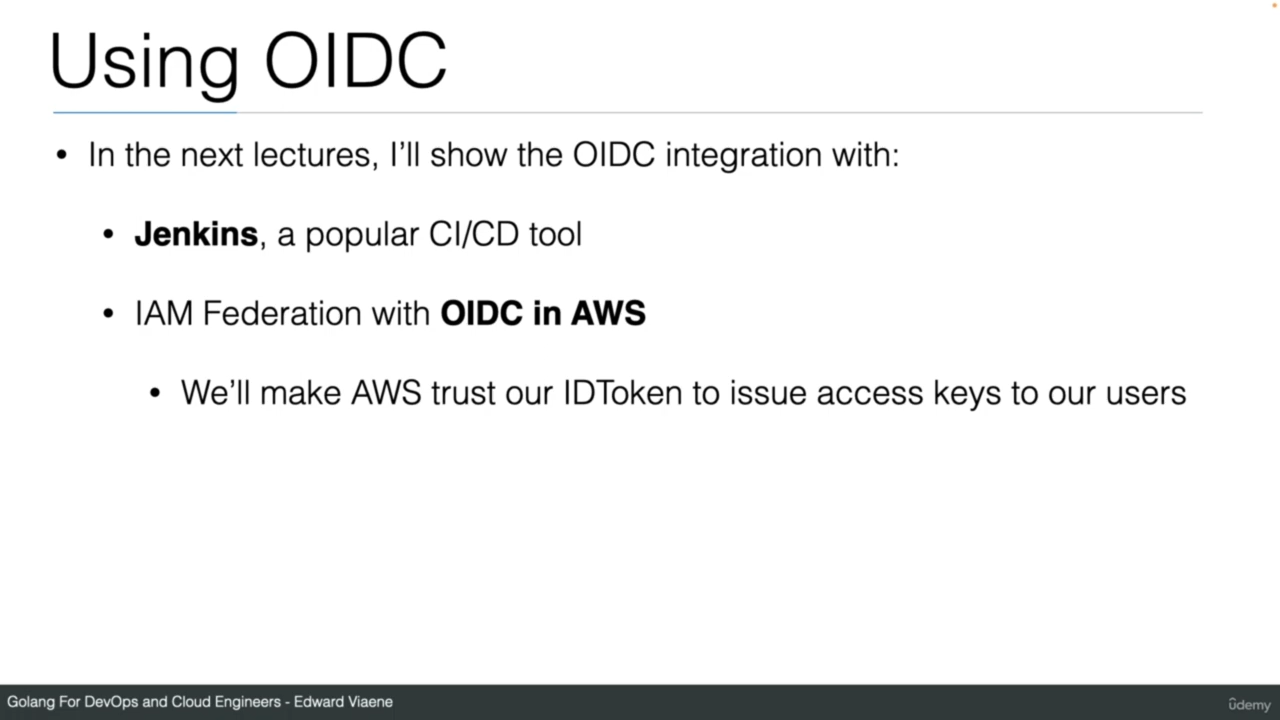 Using OIDC
• In the next lectures, I’ll show the OIDC integration with:
• Jenkins, a popular CI/CD tool
• IAM Federation with OIDC in AWS
• We’ll make AWS trust our IDToken to issue access keys to our users
Golang For DevOps and Cloud Engineers - Edward Viaene
ûdemy